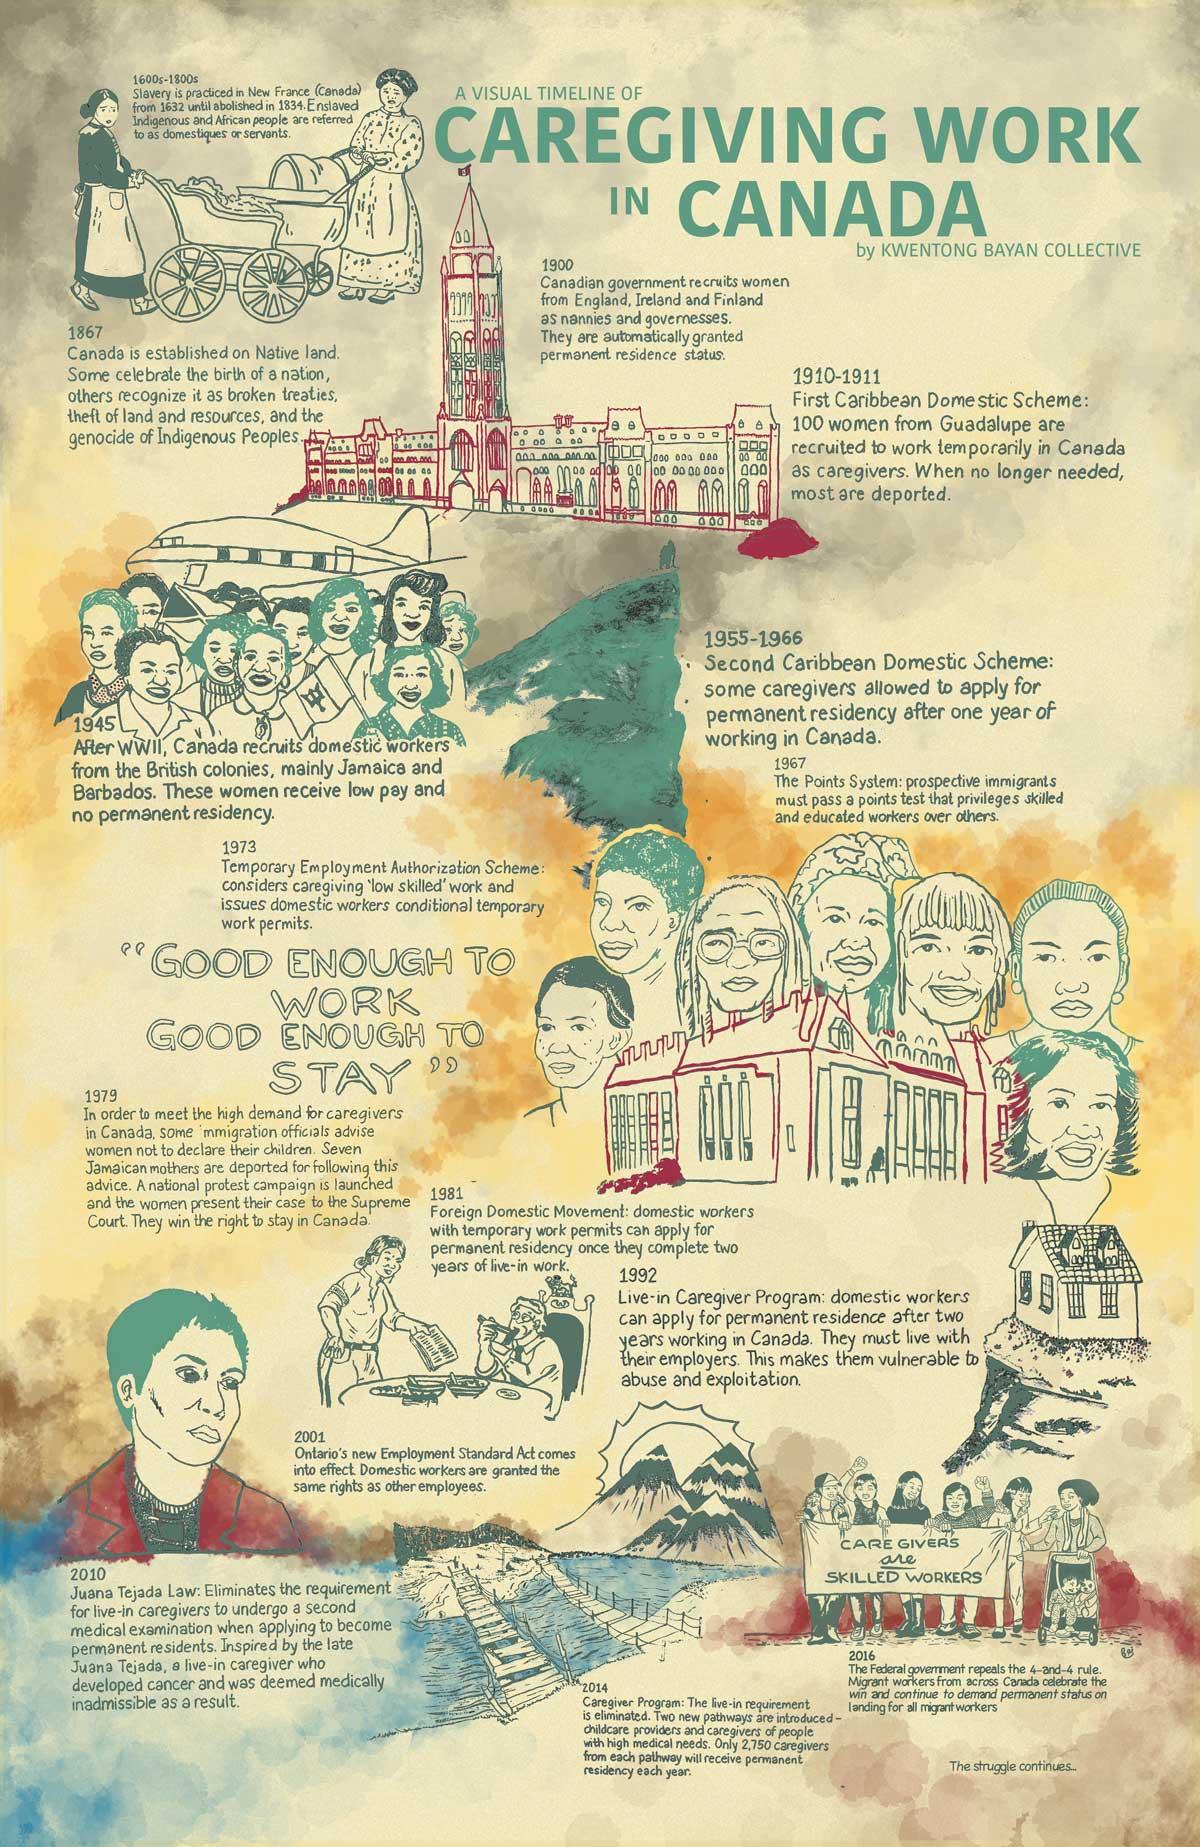 1600s-1800s
Slavery is practiced in New France (Canada)
from 1632 until abolished in 1834. Enslaved
Indigenous and African people are referred
to as domestiques or servants.
A VISUAL TIMELINE OF
CAREGIVING WORK
IN CANADA
by KWENTONG BAYAN COLLECTIVE
1867
Canada is established on Native land.
Some celebrate the birth of a nation,
others recognize it as broken treaties,
theft of land and resources, and the
genocide of Indigenous Peoples.
1900
Canadian government recruits women
from England, Ireland and Finland
as nannies and governesses.
They are automatically granted
permanent residence status.
1910-1911
First Caribbean Domestic Scheme:
100 women from Guadalupe are
recruited to work temporarily in Canada
as caregivers. When no longer needed,
most are deported.
1945
After WWII, Canada recruits domestic workers
from the British colonies, mainly Jamaica and
Barbados. These women receive low pay and
no permanent residency.
1955-1966
Second Caribbean Domestic Scheme:
some caregivers allowed to apply for
permanent residency after one year of
working in Canada.
1967
The Points System: prospective immigrants
must pass a points test that privileges skilled
and educated workers over others.
1973
Temporary Employment Authorization Scheme:
considers caregiving 'low skilled' work and
issues domestic workers conditional temporary
work permits.
"GOOD ENOUGH TO
WORK
GOOD ENOUGH TO
STAY"
1979
In order to meet the high demand for caregivers
in Canada, some immigration officials advise
women not to declare their children. Seven
Jamaican mothers are deported for following this
advice. A national protest campaign is launched
and the women present their case to the Supreme
Court. They win the right to stay in Canada.
1981
Foreign Domestic Movement: domestic workers
with temporary work permits can apply for
permanent residency once they complete two
years of live-in work.
1992
Live-in Caregiver Program: domestic workers
can apply for permanent residence after two
years working in Canada. They must live with
their employers. This makes them vulnerable to
abuse and exploitation.
2001
Ontario's new Employment Standard Act comes
into effect. Domestic workers are granted the
same rights as other employees.
CARE GIVERS
are
SKILLED WORKERS
2010
Juana Tejada Law: Eliminates the requirement
for live-in caregivers to undergo a second
medical examination when applying to become
permanent residents. Inspired by the late
Juana Tejada, a live-in caregiver who
developed cancer and was deemed medically
inadmissible as a result.
2014
Caregiver Program: The live-in requirement
is eliminated. Two new pathways are introduced -
childcare providers and caregivers of people
with high medical needs. Only 2,750 caregivers
from each pathway will receive permanent
residency each year.
2016
The Federal government repeals the 4-and-4 rule.
Migrant workers from across Canada celebrate the
win and continue to demand permanent status on
landing for all migrant workers
The struggle continues...